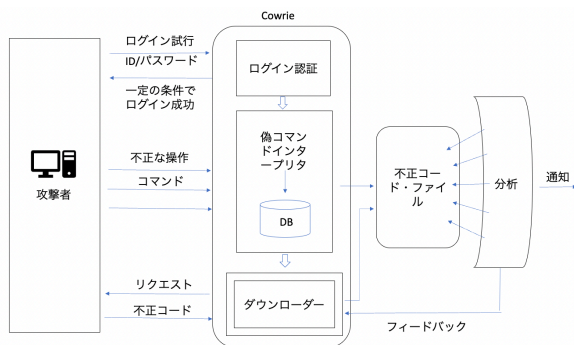 Cowrie
ログイン試行
ID/パスワード
一定の条件で
ログイン成功
ログイン認証
攻撃者
不正な操作
コマンド
偽コマン
ドインタ
ープリタ
DB
不正コー
ド・ファイ
ル
分析
通知
リクエスト
不正コード
ダウンローダー
フィードバック